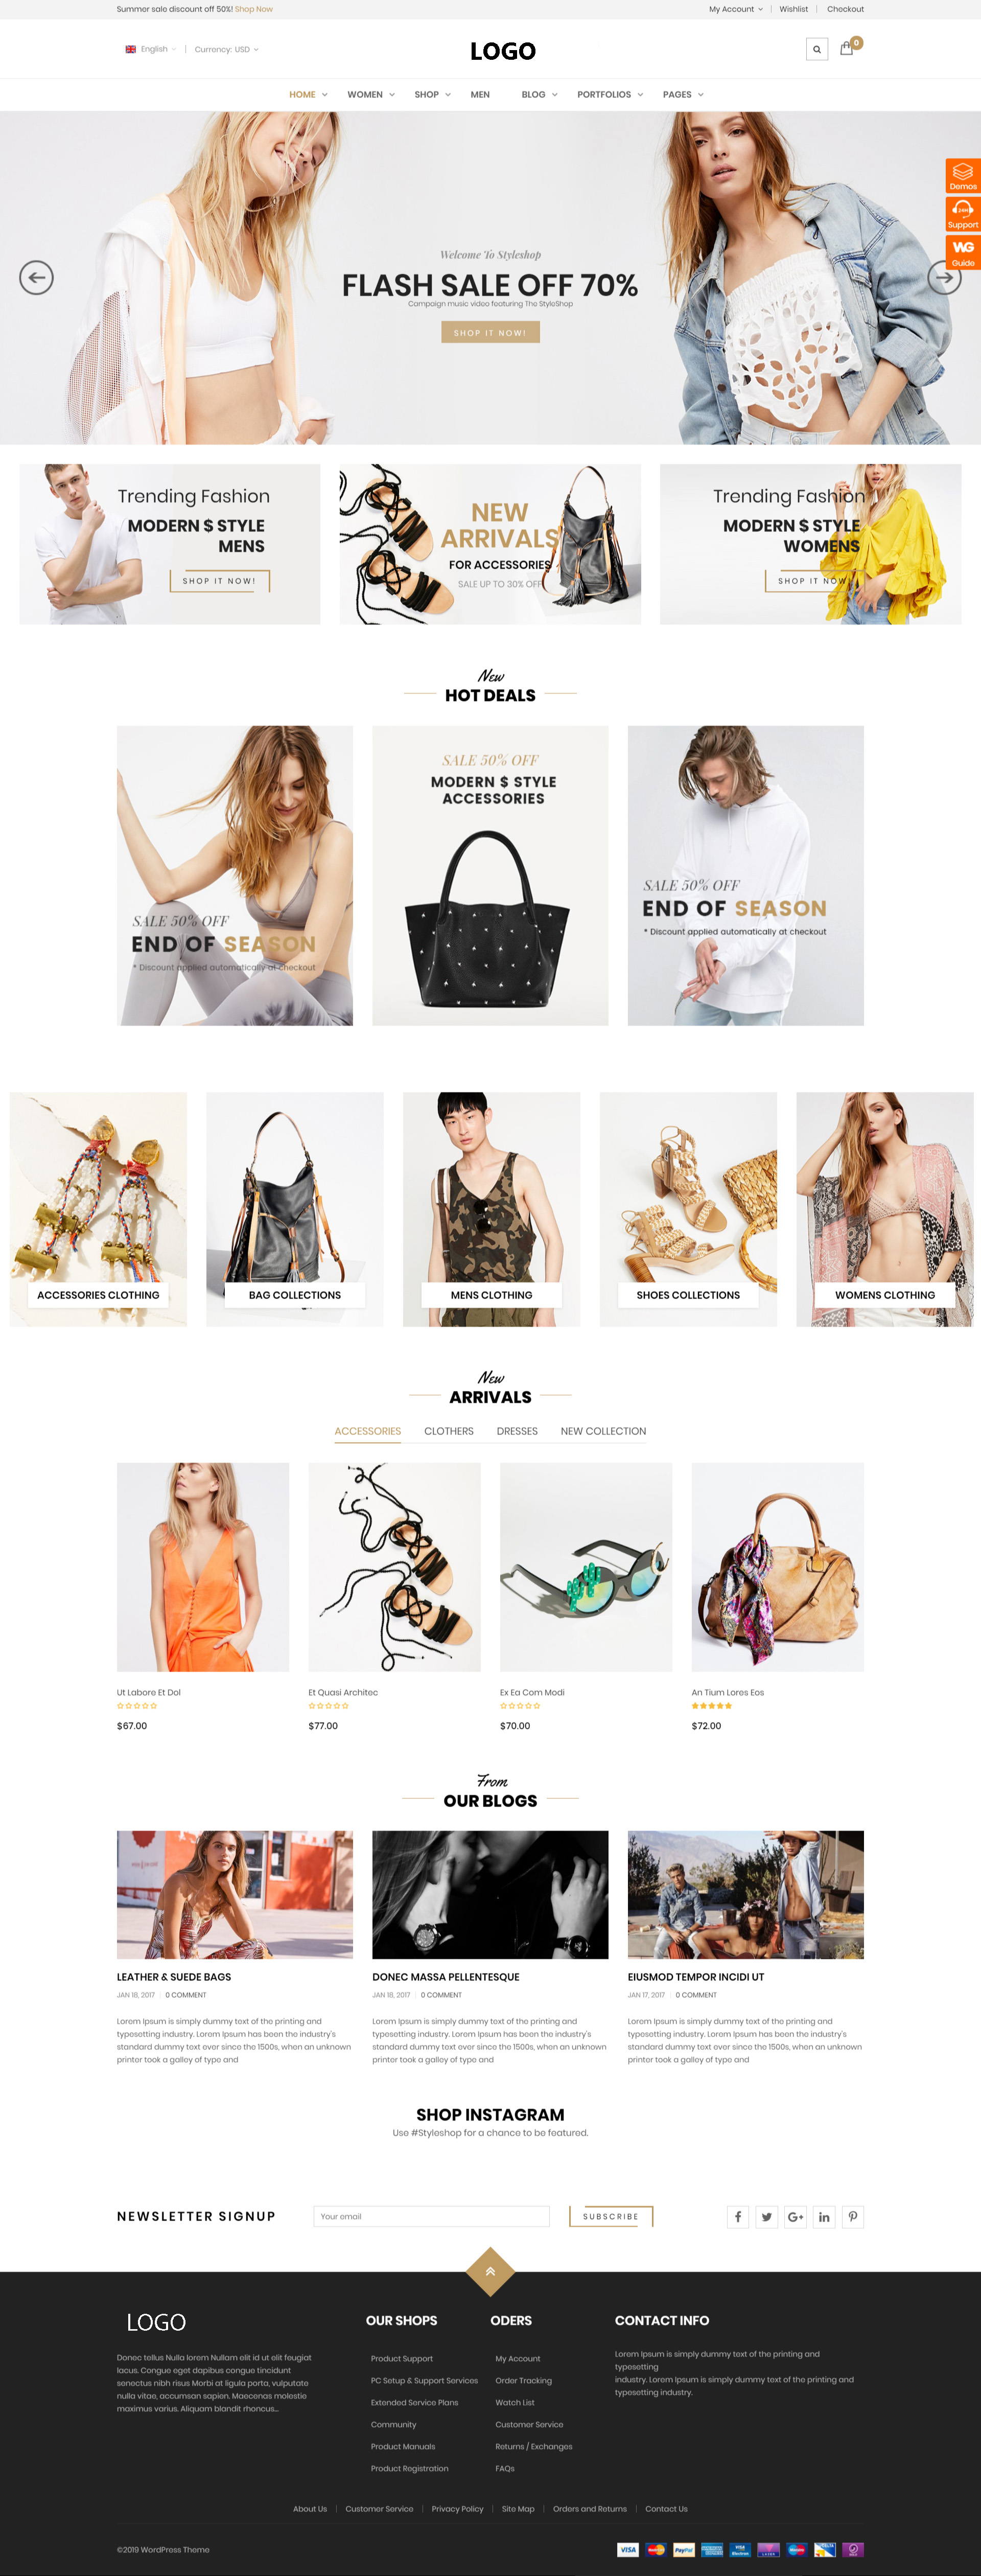 Summer sale discount off 50%! Shop Now
My Account
Wishlist
Checkout
English
Currency: USD
LOGO
0
HOME
WOMEN
SHOP
MEN
BLOG
PORTFOLIOS
PAGES
Demos
Support
WG
Guide
Welcome To Styleshop
FLASH SALE OFF 70%
Campaign music video featuring The StyleShop
SHOP IT NOW!
Trending Fashion
MODERN $ STYLE
MENS
SHOP IT NOW!
NEW
ARRIVALS
FOR ACCESSORIES
SALE UP TO 30% OFF
Trending Fashion
MODERN $ STYLE
WOMENS
SHOP IT NOW!
New
HOT DEALS
SALE 50% OFF
END OF SEASON
* Discount applied automatically at checkout
SALE 50% OFF
MODERN $ STYLE
ACCESSORIES
SALE 50% OFF
END OF SEASON
* Discount applied automatically at checkout
ACCESSORIES CLOTHING
BAG COLLECTIONS
MENS CLOTHING
SHOES COLLECTIONS
WOMENS CLOTHING
New
ARRIVALS
ACCESSORIES
CLOTHERS
DRESSES
NEW COLLECTION
Ut Labore Et Dol
$67.00
Et Quasi Architec
$77.00
Ex Ea Com Modi
$70.00
An Tium Lores Eos
$72.00
From
OUR BLOGS
LEATHER & SUEDE BAGS
JAN 18, 2017 | 0 COMMENT
Lorem Ipsum is simply dummy text of the printing and
typesetting industry. Lorem Ipsum has been the industry's
standard dummy text ever since the 1500s, when an unknown
printer took a galley of type and
DONEC MASSA PELLENTESQUE
JAN 18, 2017 | 0 COMMENT
Lorem Ipsum is simply dummy text of the printing and
typesetting industry. Lorem Ipsum has been the industry's
standard dummy text ever since the 1500s, when an unknown
printer took a galley of type and
EIUSMOD TEMPOR INCIDI UT
JAN 17, 2017 | 0 COMMENT
Lorem Ipsum is simply dummy text of the printing and
typesetting industry. Lorem Ipsum has been the industry's
standard dummy text ever since the 1500s, when an unknown
printer took a galley of type and
SHOP INSTAGRAM
Use #Styleshop for a chance to be featured.
NEWSLETTER SIGNUP
Your email
SUBSCRIBE
LOGO
Donec tellus Nulla lorem Nullam elit id ut elit feugiat
lacus. Congue eget dapibus congue tincidunt
senectus nibh risus Morbi at ligula porta, vulputate
nulla vitae, accumsan sapien. Maecenas molestie
maximus varius. Aliquam blandit rhoncus...
OUR SHOPS
Product Support
PC Setup & Support Services
Extended Service Plans
Community
Product Manuals
Product Registration
ODERS
My Account
Order Tracking
Watch List
Customer Service
Returns / Exchanges
FAQs
CONTACT INFO
Lorem Ipsum is simply dummy text of the printing and
typesetting
industry. Lorem Ipsum is simply dummy text of the printing and
typesetting industry.
About Us | Customer Service | Privacy Policy | Site Map | Orders and Returns | Contact Us
©2019 WordPress Theme
VISA
PayPal